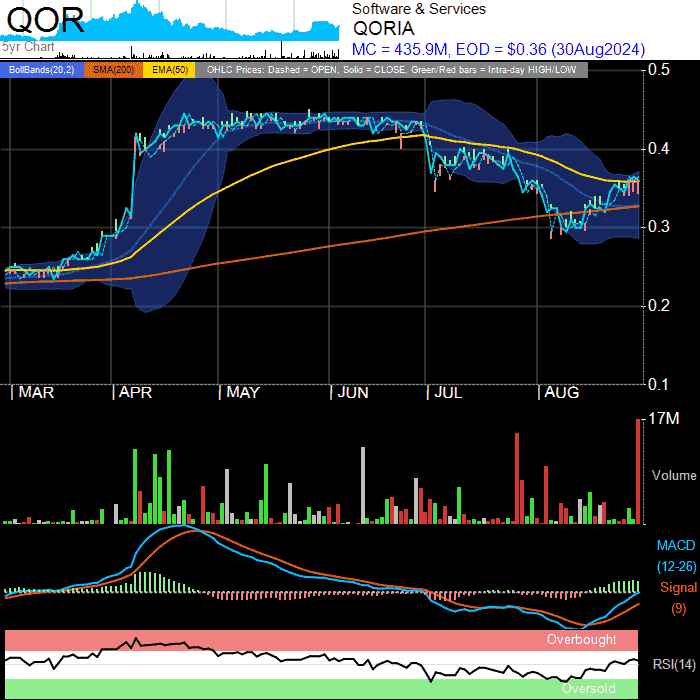 QOR
5yr Chart
Software & Services
QORIA
MC = 435.9M, EOD = $0.36 (30Aug2024)
BollBands(20,2) SMA(200) EMA(50) OHLC Prices: Dashed = OPEN, Solid = CLOSE, Green/Red bars = Intra-day HIGH/LOW
0.5
0.4
0.3
0.2
0.1
| MAR | APR | MAY | JUN | JUL | AUG
17M
Volume
MACD
(12-26)
Signal
(9)
Overbought
RSI(14)
Oversold